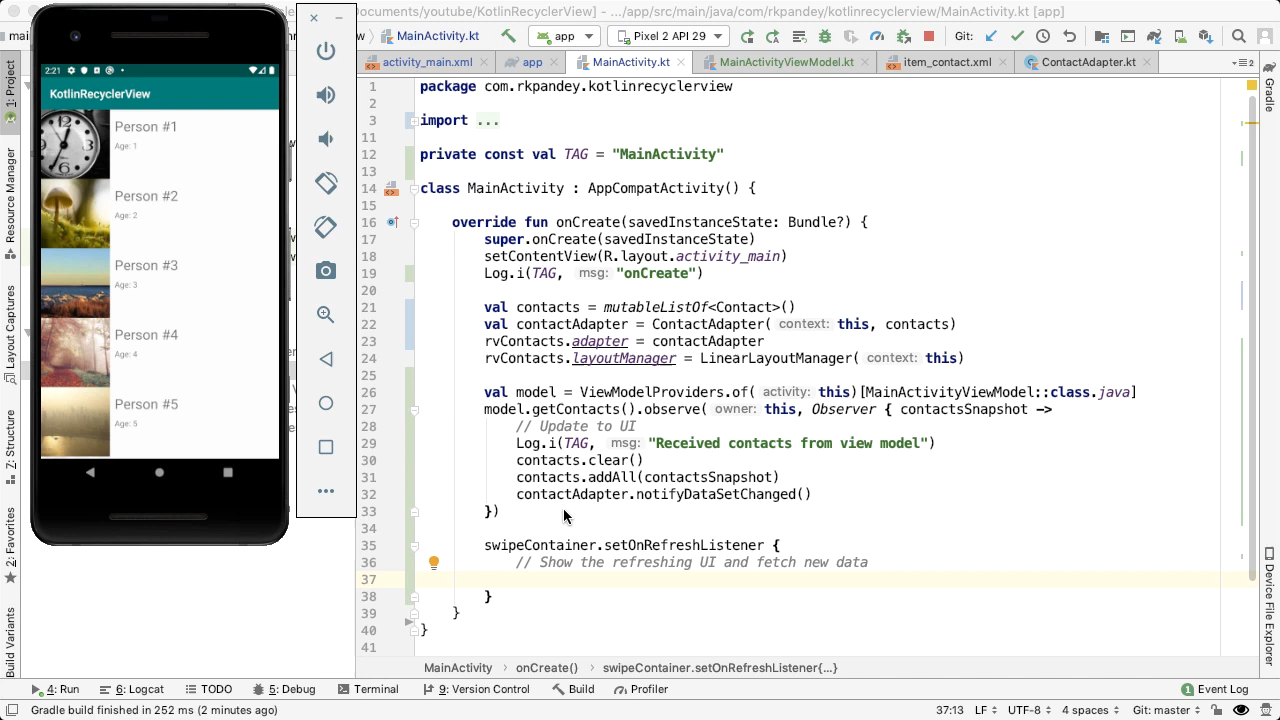 Documents/youtube/KotlinRecyclerView] - .../app/src/main/java/com/rkpandey/kotlinrecyclerview/MainActivity.kt [app]
mai
MainActivity.kt
app
Pixel 2 API 29
Git:
activity_main.xml
app
MainActivity.kt
MainActivityViewModel.kt
item_contact.xml
ContactAdapter.kt
2
1: Project
Resource Manager
Layout Captures
Z: Structure
2: Favorites
Build Variants
2:21
KotlinRecyclerView
Person #1
Age: 1
Person #2
Age: 2
Person #3
Age: 3
Person #4
Age: 4
Person #5
Age: 5
1 package com.rkpandey.kotlinrecyclerview
2
3 import ...
11
12 private const val TAG = "MainActivity"
13
14 class MainActivity : AppCompatActivity() {
15
16 override fun onCreate(savedInstanceState: Bundle?) {
17 super.onCreate(savedInstanceState)
18 setContentView(R.layout.activity_main)
19 Log.i(TAG, msg: "onCreate")
20
21 val contacts = mutableListOf<Contact>()
22 val contactAdapter = ContactAdapter( context: this, contacts)
23 rvContacts.adapter = contactAdapter
24 rvContacts.layoutManager = LinearLayoutManager( context: this)
25
26 val model = ViewModelProviders.of( activity: this)[MainActivityViewModel::class.java]
27 model.getContacts().observe( owner: this, Observer { contactsSnapshot ->
28 // Update to UI
29 Log.i(TAG, msg: "Received contacts from view model")
30 contacts.clear()
31 contacts.addAll(contactsSnapshot)
32 contactAdapter.notifyDataSetChanged()
33 })
34
35 swipeContainer.setOnRefreshListener {
36 // Show the refreshing UI and fetch new data
37
38 }
39 }
40 }
41
Gradle
Device File Explorer
MainActivity › onCreate() › swipeContainer.setOnRefreshListener{...}
4: Run
6: Logcat
TODO
5: Debug
Terminal
9: Version Control
Build
Profiler
1 Event Log
Gradle build finished in 252 ms (2 minutes ago)
37:13
LF
UTF-8
4 spaces
Git: master